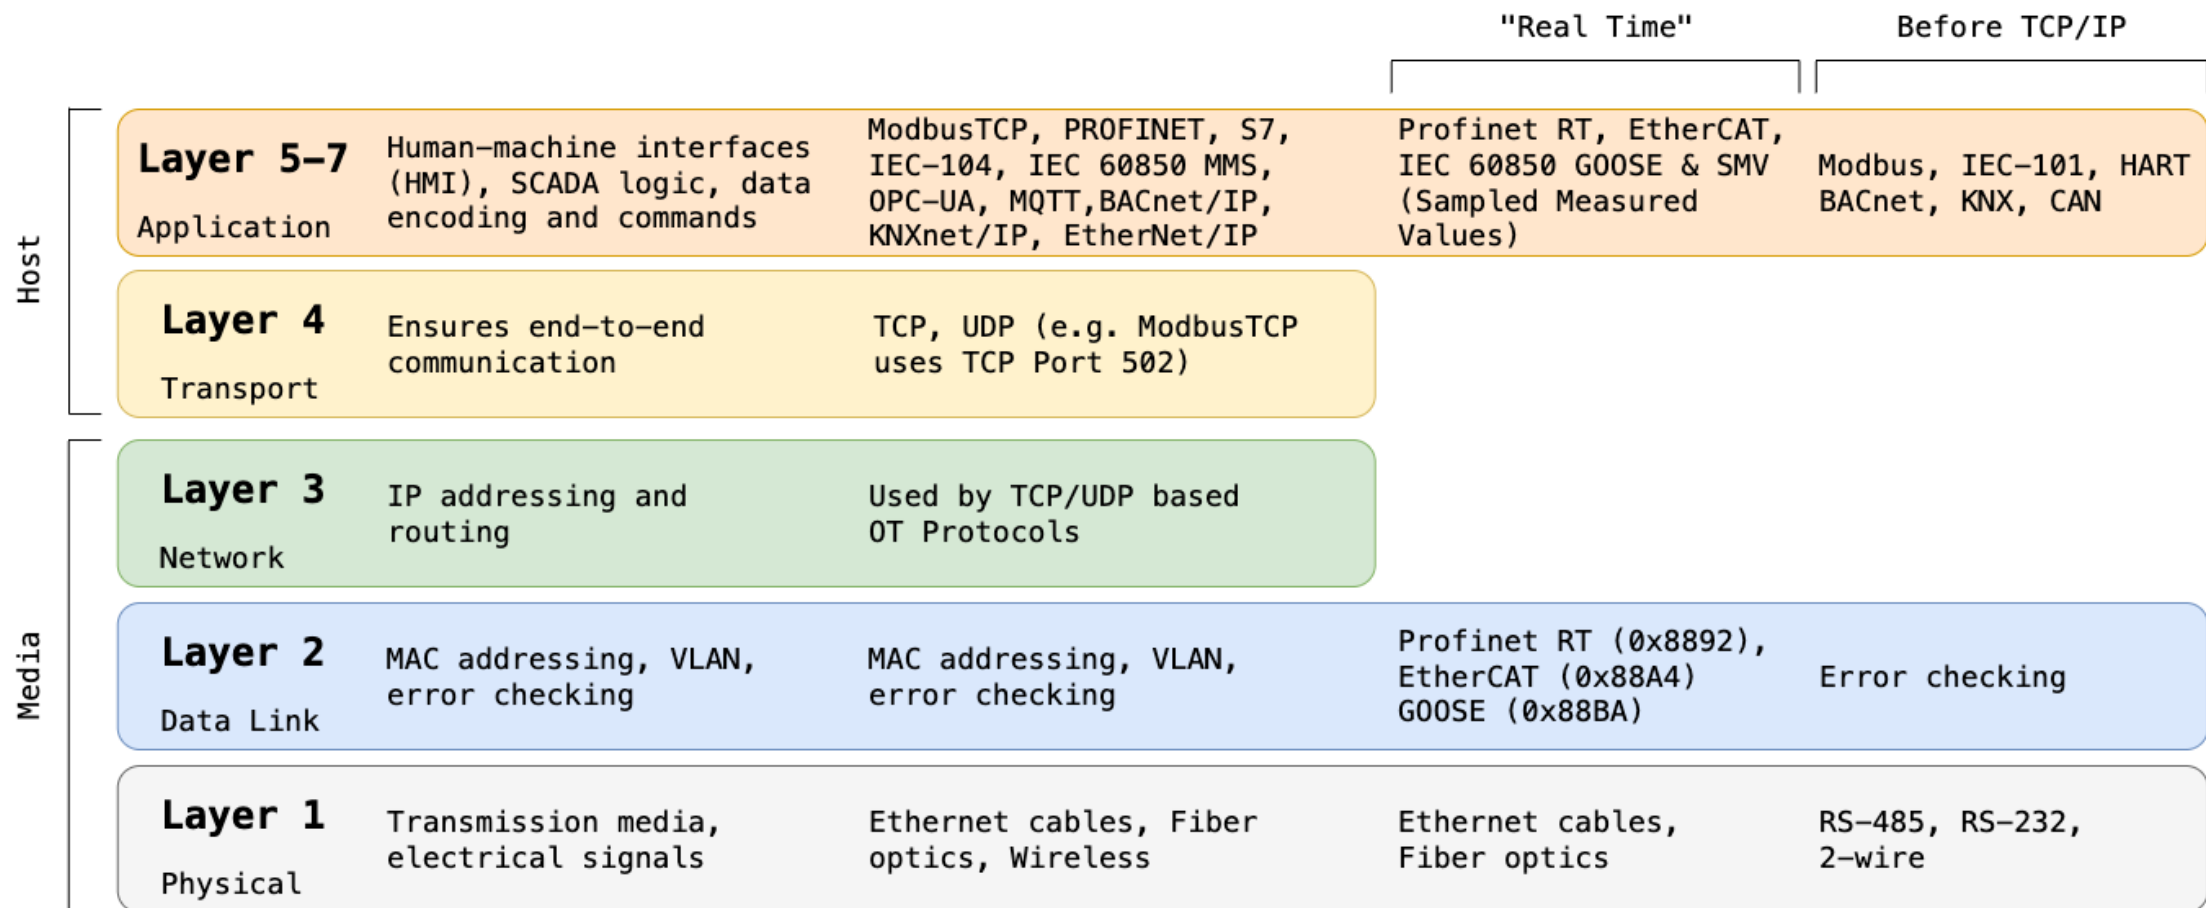 "Real Time"
Before TCP/IP
Host
Layer 5–7
Application
Human–machine interfaces
(HMI), SCADA logic, data
encoding and commands
ModbusTCP, PROFINET, S7,
IEC–104, IEC 60850 MMS,
OPC–UA, MQTT,BACnet/IP,
KNXnet/IP, EtherNet/IP
Profinet RT, EtherCAT,
IEC 60850 GOOSE & SMV
(Sampled Measured
Values)
Modbus, IEC–101, HART
BACnet, KNX, CAN
Layer 4
Transport
Ensures end–to–end
communication
TCP, UDP (e.g. ModbusTCP
uses TCP Port 502)
Media
Layer 3
Network
IP addressing and
routing
Used by TCP/UDP based
OT Protocols
Layer 2
Data Link
MAC addressing, VLAN,
error checking
MAC addressing, VLAN,
error checking
Profinet RT (0x8892),
EtherCAT (0x88A4)
GOOSE (0x88BA)
Error checking
Layer 1
Physical
Transmission media,
electrical signals
Ethernet cables, Fiber
optics, Wireless
Ethernet cables,
Fiber optics
RS–485, RS–232,
2–wire